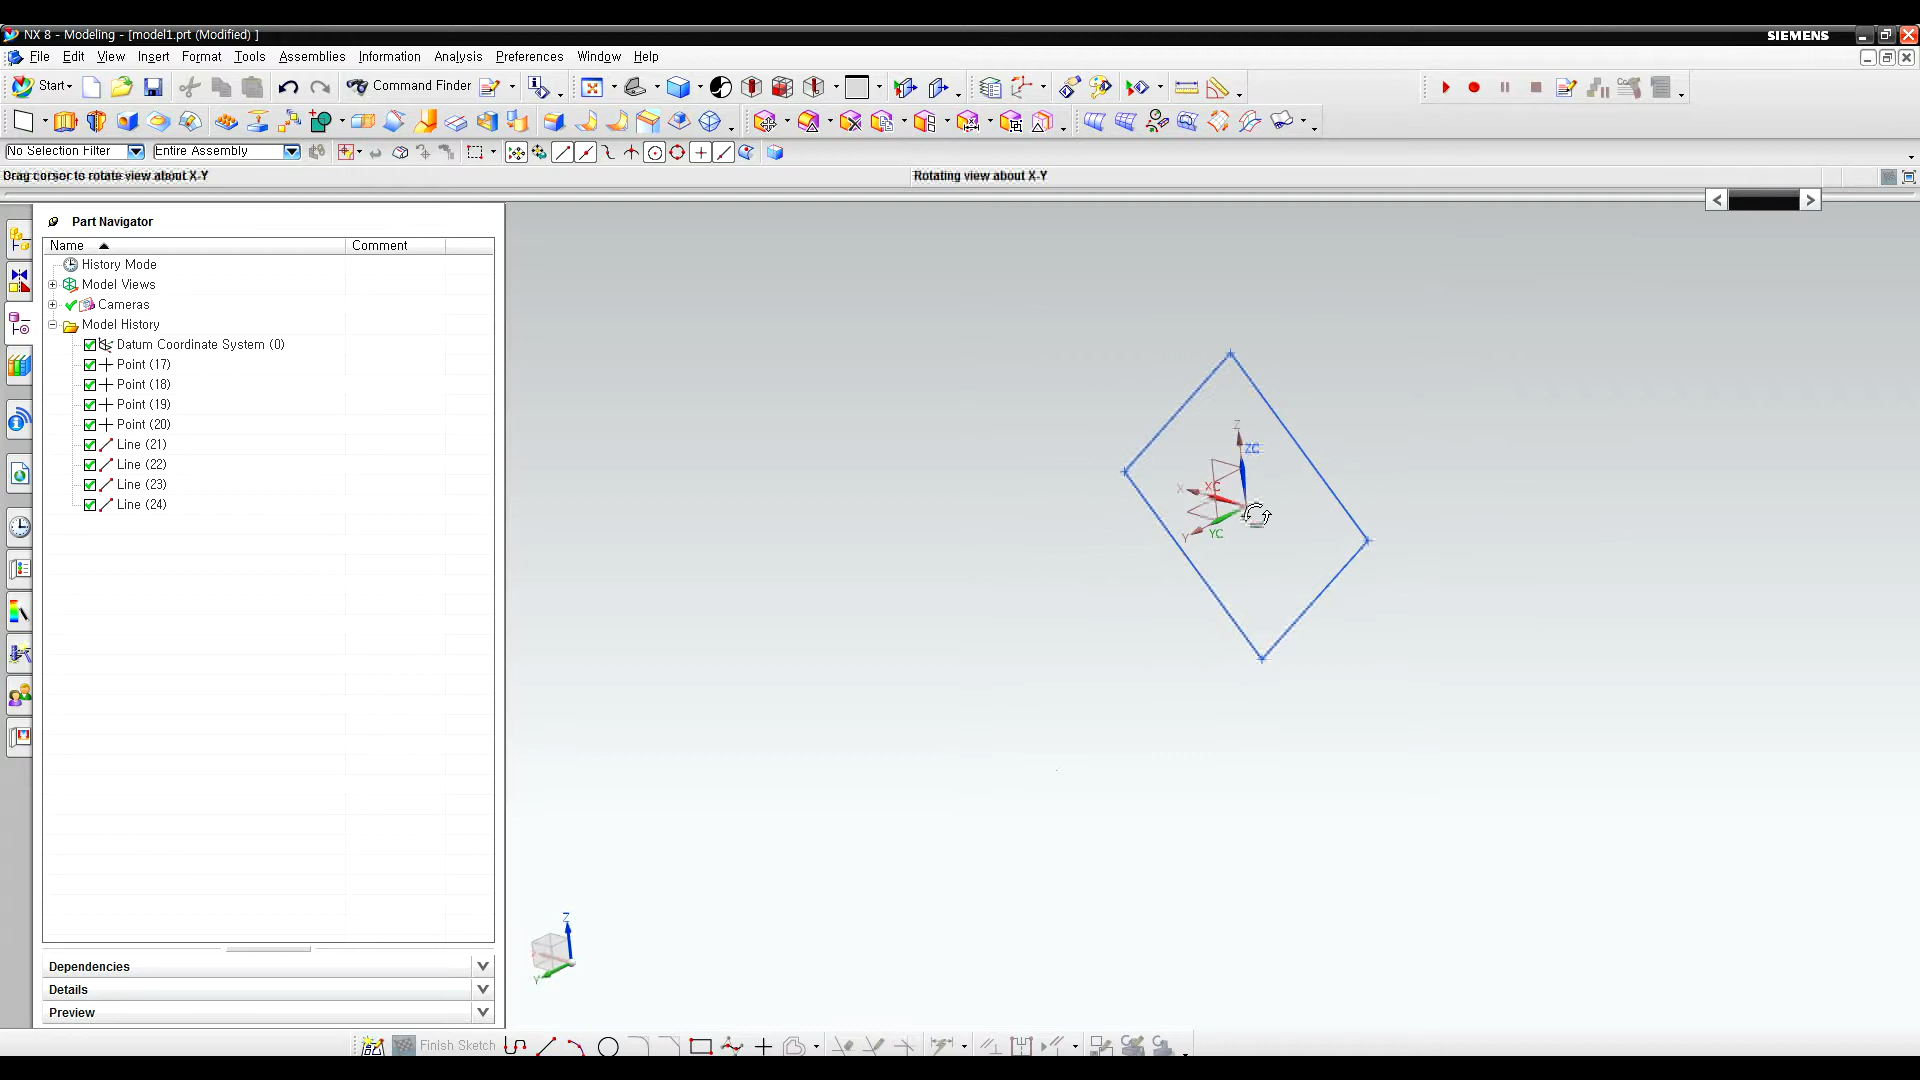 NX 8 - Modeling - [model1.prt (Modified) ]
SIEMENS
File Edit View Insert Format Tools Assemblies Information Analysis Preferences Window Help
Start Command Finder
No Selection Filter Entire Assembly
Drag cursor to rotate view about X-Y
Rotating view about X-Y
Part Navigator
Name Comment
History Mode
Model Views
Cameras
Model History
Datum Coordinate System (0)
Point (17)
Point (18)
Point (19)
Point (20)
Line (21)
Line (22)
Line (23)
Line (24)
Z
ZC
X XC
Y YC
Z
Y
Dependencies
Details
Preview
Finish Sketch